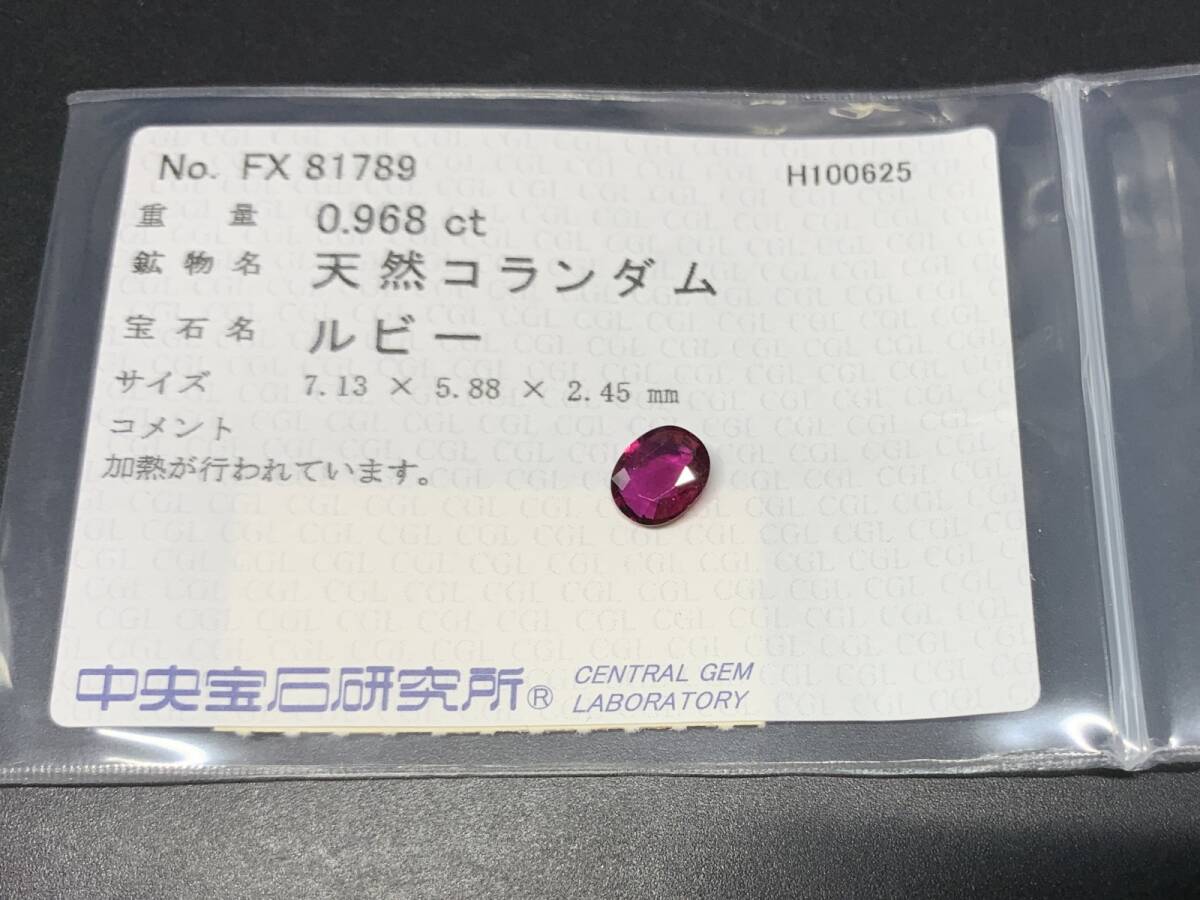 No. FX 81789 H100625
重量 0.968 ct
鉱物名 天然コランダム
宝石名 ルビー
サイズ 7.13 × 5.88 × 2.45 mm
コメント
加熱が行われています。
中央宝石研究所® CENTRAL GEM
LABORATORY